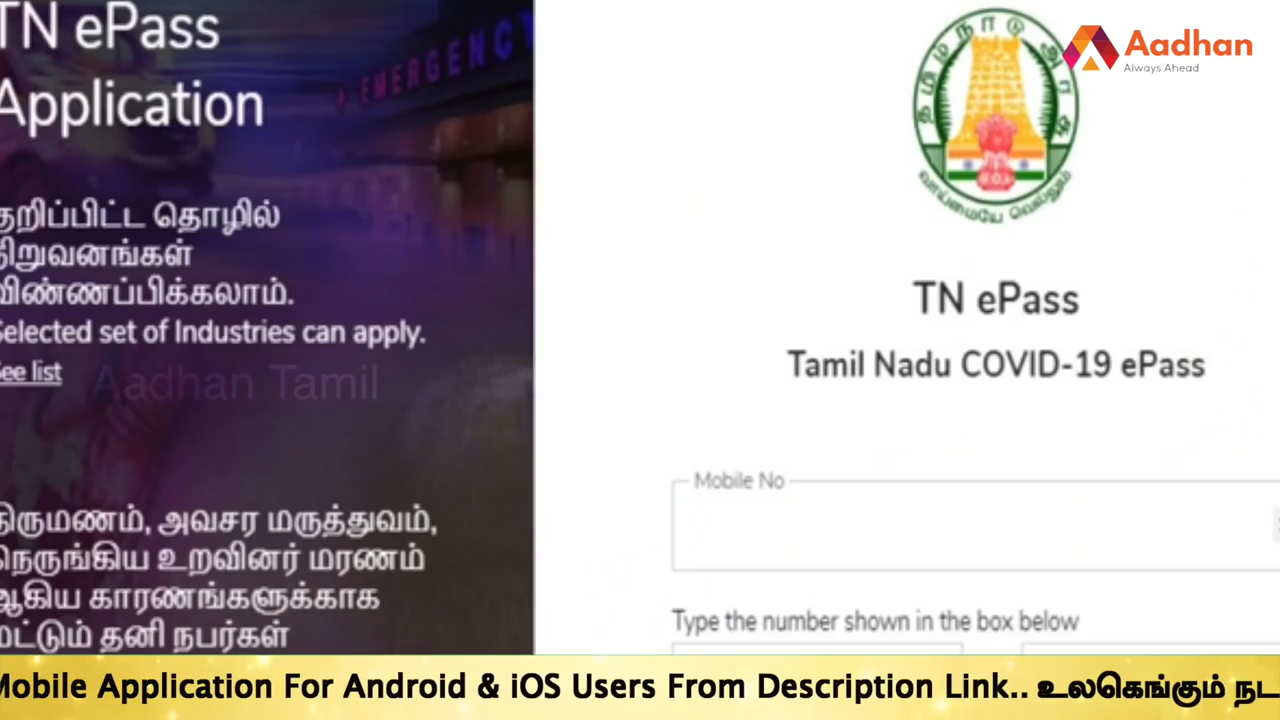 TN ePass
Application
EMERGENCY
குறிப்பிட்ட தொழில்
நிறுவனங்கள்
விண்ணப்பிக்கலாம்.
Selected set of Industries can apply.
See list
Aadhan Tamil
திருமணம், அவசர மருத்துவம்,
நெருங்கிய உறவினர் மரணம்
ஆகிய காரணங்களுக்காக
மட்டும் தனி நபர்கள்
தமிழ் நாடு அரசு
வாய்மையே வெல்லும்
Aadhan
Always Ahead
TN ePass
Tamil Nadu COVID-19 ePass
Mobile No
Type the number shown in the box below
Mobile Application For Android & iOS Users From Description Link.. உலகெங்கும் நட